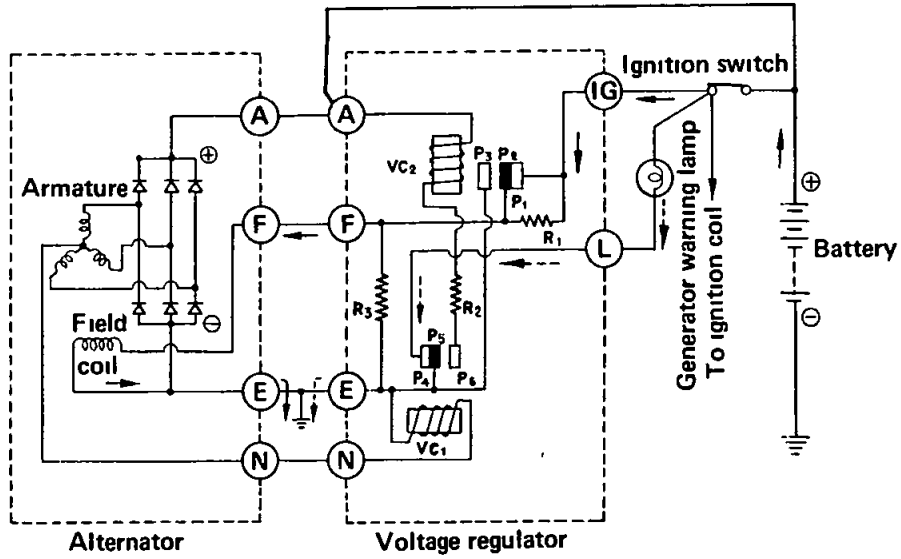 Ignition switch
A
A
IG
VC2
P3
P2
⊕
Armature
P1
F
F
R1
⊕
L
Battery
R3
R2
Generator warning lamp
To ignition coil
⊖
⊖
Field
coil
P5
P4
P6
E
E
VC1
N
N
Alternator
Voltage regulator